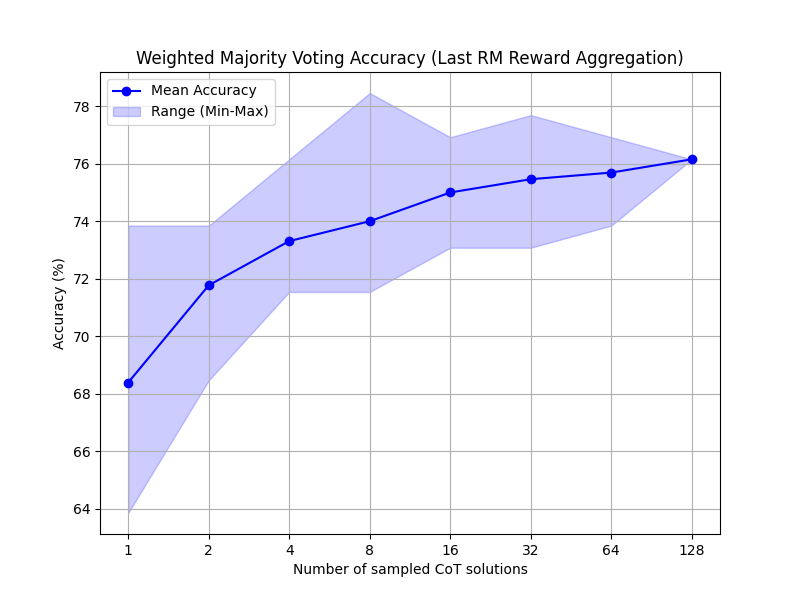 Weighted Majority Voting Accuracy (Last RM Reward Aggregation)
Mean Accuracy
Range (Min-Max)
78
76
74
72
70
68
66
64
Accuracy (%)
1 2 4 8 16 32 64 128
Number of sampled CoT solutions